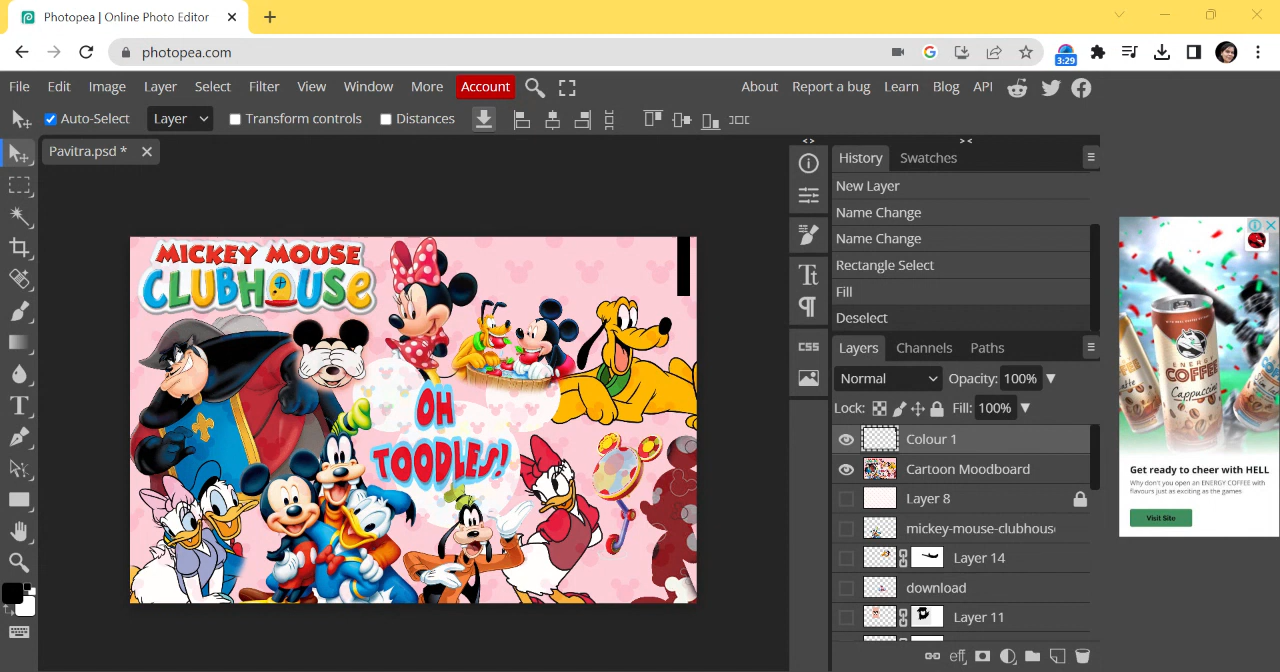 Photopea | Online Photo Editor
photopea.com
3:29
File Edit Image Layer Select Filter View Window More Account
About Report a bug Learn Blog API
Auto-Select Layer Transform controls Distances
Pavitra.psd *
History Swatches
New Layer
Name Change
Name Change
Rectangle Select
Fill
Deselect
CSS
Layers Channels Paths
Normal Opacity: 100%
Lock: Fill: 100%
Colour 1
Cartoon Moodboard
Layer 8
mickey-mouse-clubhous
Layer 14
download
Layer 11
eff
MICKEY MOUSE
CLUBHOUSE
OH
TOODLES!
ENERGY
COFFEE
Cappuccino
Get ready to cheer with HELL
Why don't you open an ENERGY COFFEE with
flavours just as exciting as the games
Visit Site